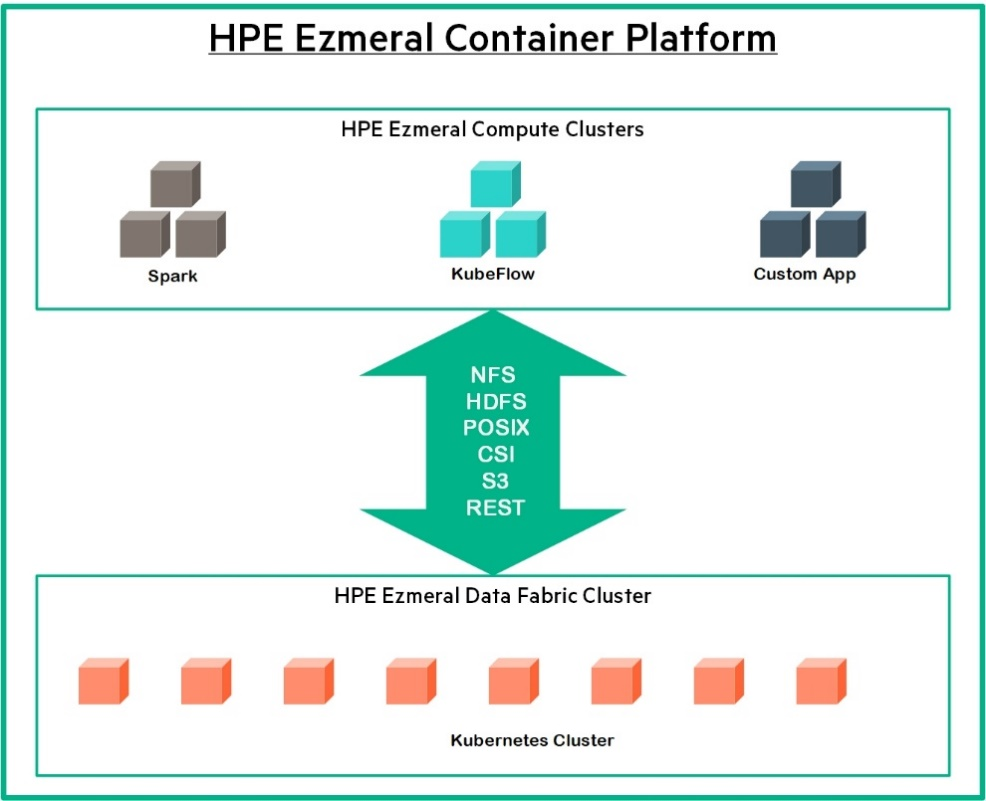 HPE Ezmeral Container Platform
HPE Ezmeral Compute Clusters
Spark
KubeFlow
Custom App
NFS
HDFS
POSIX
CSI
S3
REST
HPE Ezmeral Data Fabric Cluster
Kubernetes Cluster